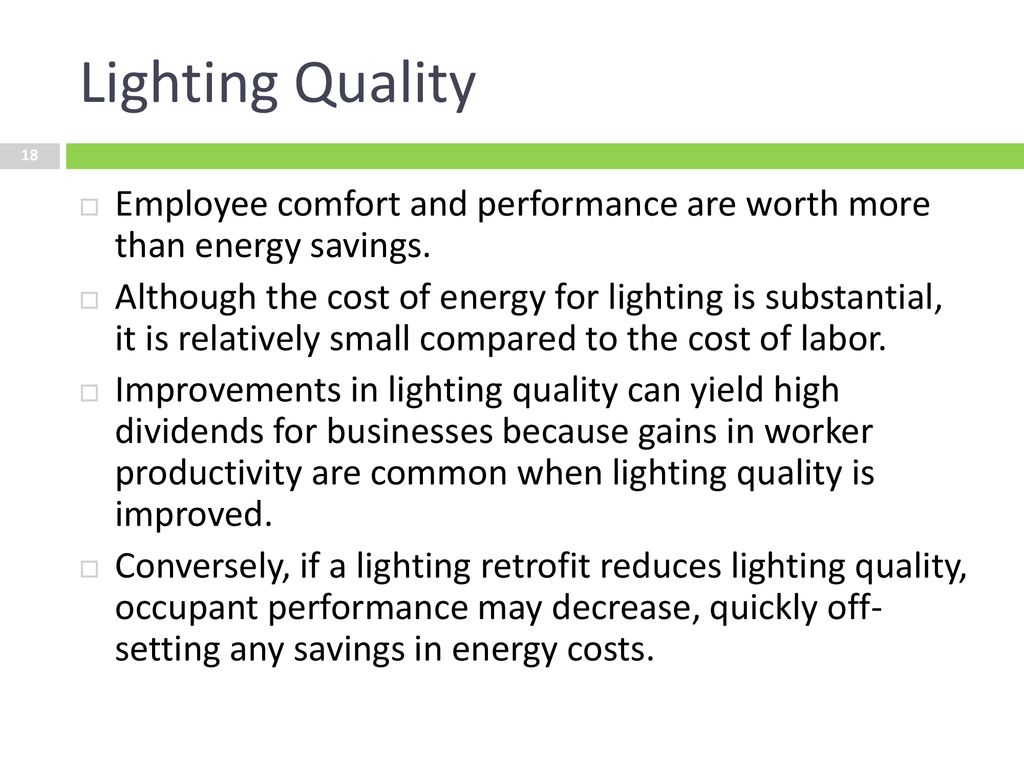 Lighting Quality
18
Employee comfort and performance are worth more
than energy savings.
Although the cost of energy for lighting is substantial,
it is relatively small compared to the cost of labor.
Improvements in lighting quality can yield high
dividends for businesses because gains in worker
productivity are common when lighting quality is
improved.
Conversely, if a lighting retrofit reduces lighting quality,
occupant performance may decrease, quickly off-
setting any savings in energy costs.